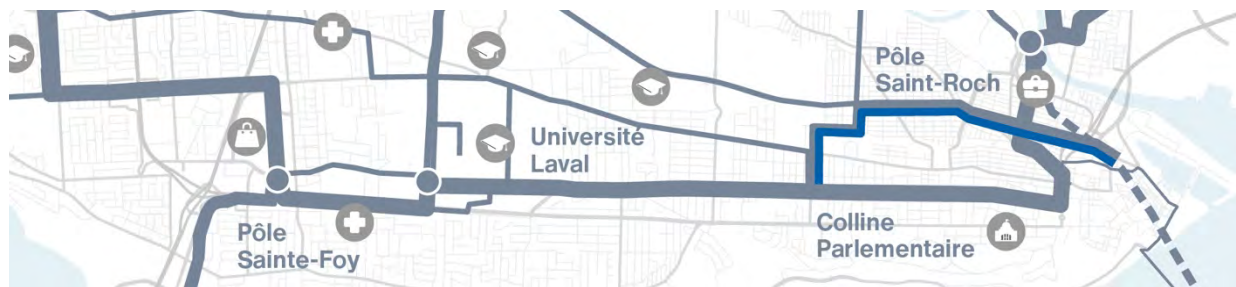 Pôle
Saint-Roch
Université
Laval
Colline
Parlementaire
Pôle
Sainte-Foy